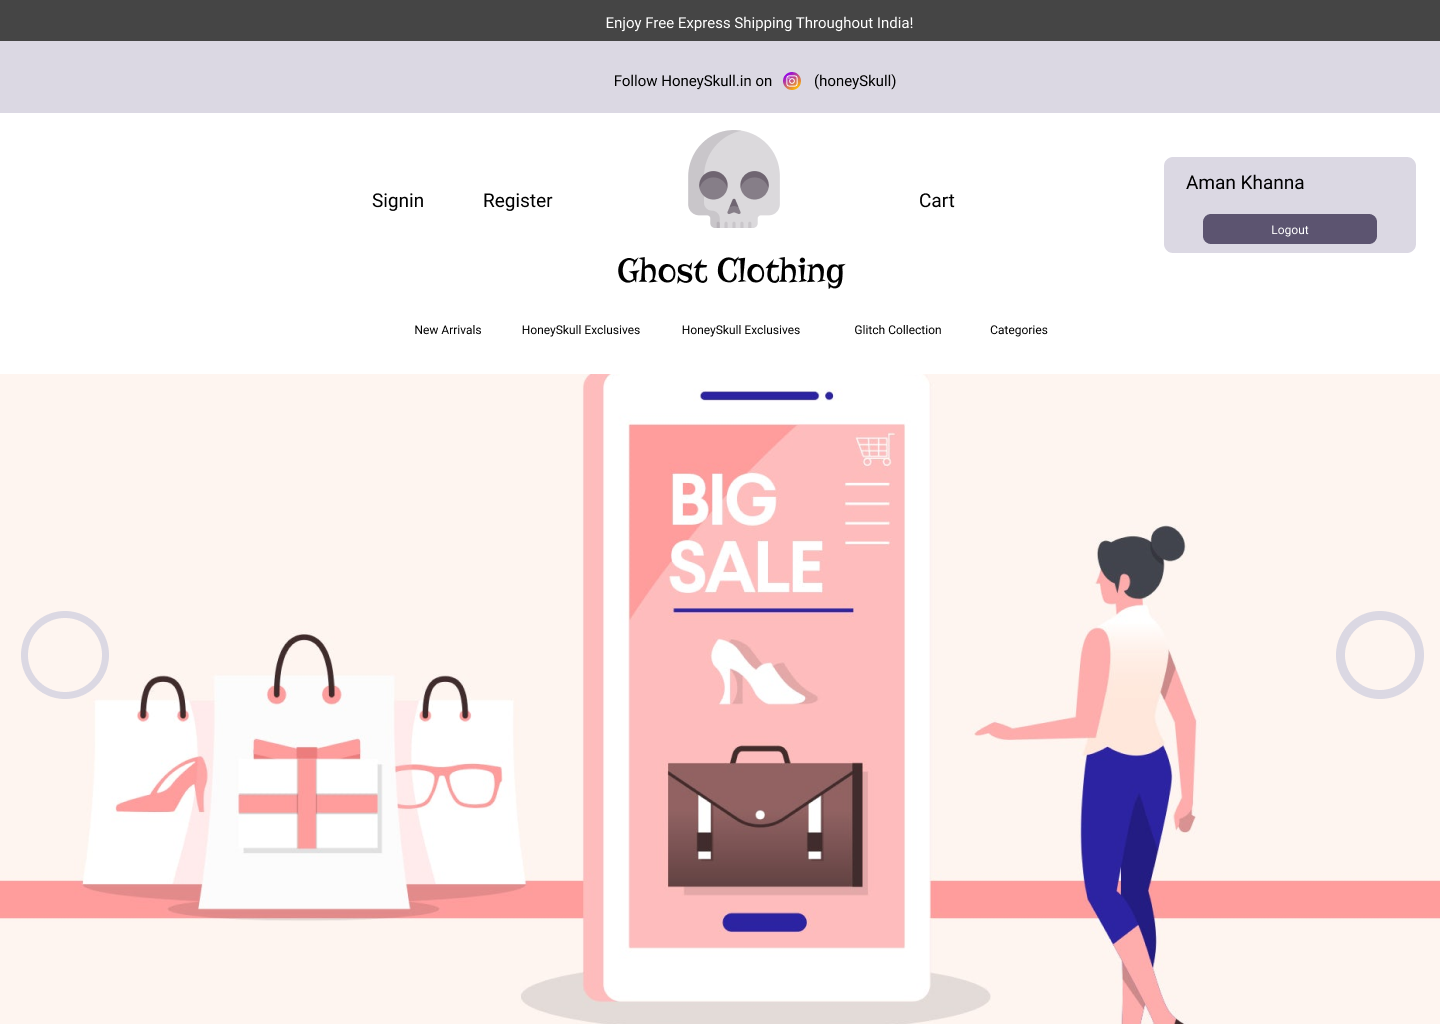 Enjoy Free Express Shipping Throughout India!
Follow HoneySkull.in on (honeySkull)
Signin Register Cart
Aman Khanna
Logout
Ghost Clothing
New Arrivals HoneySkull Exclusives HoneySkull Exclusives Glitch Collection Categories
BIG
SALE